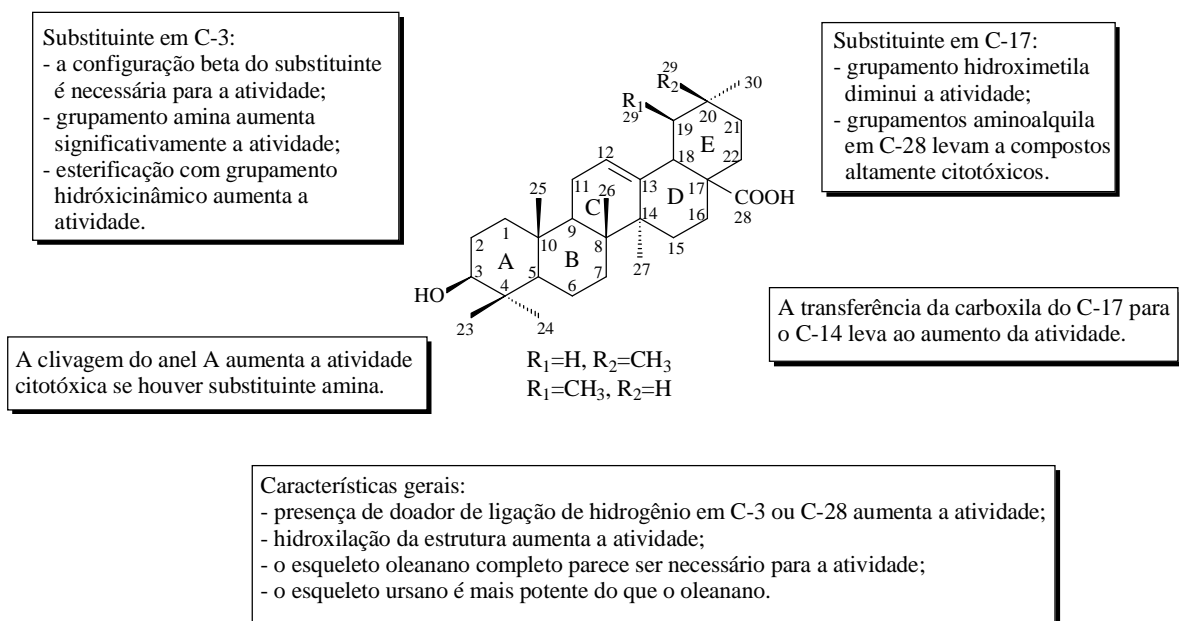 Substituinte em C-3:
- a configuração beta do substituinte
é necessária para a atividade;
- grupamento amina aumenta
significativamente a atividade;
- esterificação com grupamento
hidróxicinâmico aumenta a
atividade.
Substituinte em C-17:
- grupamento hidroximetila
diminui a atividade;
- grupamentos aminoalquila
em C-28 levam a compostos
altamente citotóxicos.
29
R2
30
R1
29
20
19
21
E
12
18
22
11
13
17
25
26
D
COOH
C
28
14
16
1
9
2
10
8
15
A
B
27
3
5
7
4
6
HO
23
24
R1=H, R2=CH3
R1=CH3, R2=H
A transferência da carboxila do C-17 para
o C-14 leva ao aumento da atividade.
A clivagem do anel A aumenta a atividade
citotóxica se houver substituinte amina.
Características gerais:
- presença de doador de ligação de hidrogênio em C-3 ou C-28 aumenta a atividade;
- hidroxilação da estrutura aumenta a atividade;
- o esqueleto oleanano completo parece ser necessário para a atividade;
- o esqueleto ursano é mais potente do que o oleanano.